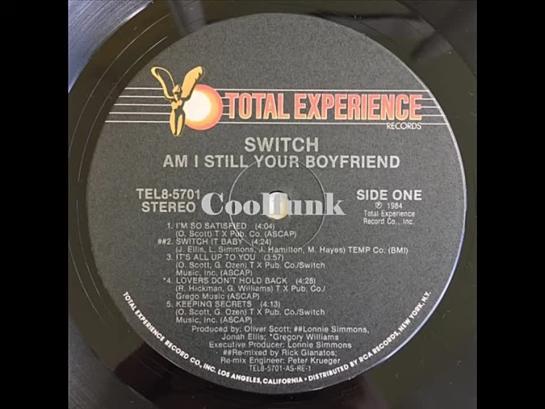 TOTAL EXPERIENCE
RECORDS
SWITCH
AM I STILL YOUR BOYFRIEND
TEL8-5701
STEREO
SIDE ONE
℗ 1984
Total Experience
Record Co., Inc.
Coolfunk
1. I'M SO SATISFIED (4:04)
(O. Scott) T X Pub. Co. (ASCAP)
##2. SWITCH IT BABY (4:24)
(J. Ellis, L. Simmons, J. Hamilton, M. Hayes) TEMP Co. (BMI)
3. IT'S ALL UP TO YOU (3:57)
(O. Scott, G. Ozen) T X Pub. Co./Switch
Music, Inc. (ASCAP)
*4. LOVERS DON'T HOLD BACK (4:28)
(R. Hickman, G. Williams) T X Pub. Co./
Grego Music (ASCAP)
5. KEEPING SECRETS (4:13)
(O. Scott, G. Ozen) T X Pub. Co./Switch
Music, Inc. (ASCAP)
Produced by: Oliver Scott; ##Lonnie Simmons,
Jonah Ellis; *Gregory Williams
Executive Producer: Lonnie Simmons
##Re-mixed by Rick Gianatos;
Re-mix Engineer: Peter Krueger
TEL8-5701-AS-RE-1
TOTAL EXPERIENCE RECORD CO., INC. LOS ANGELES, CALIFORNIA • DISTRIBUTED BY RCA RECORDS, NEW YORK, N.Y.